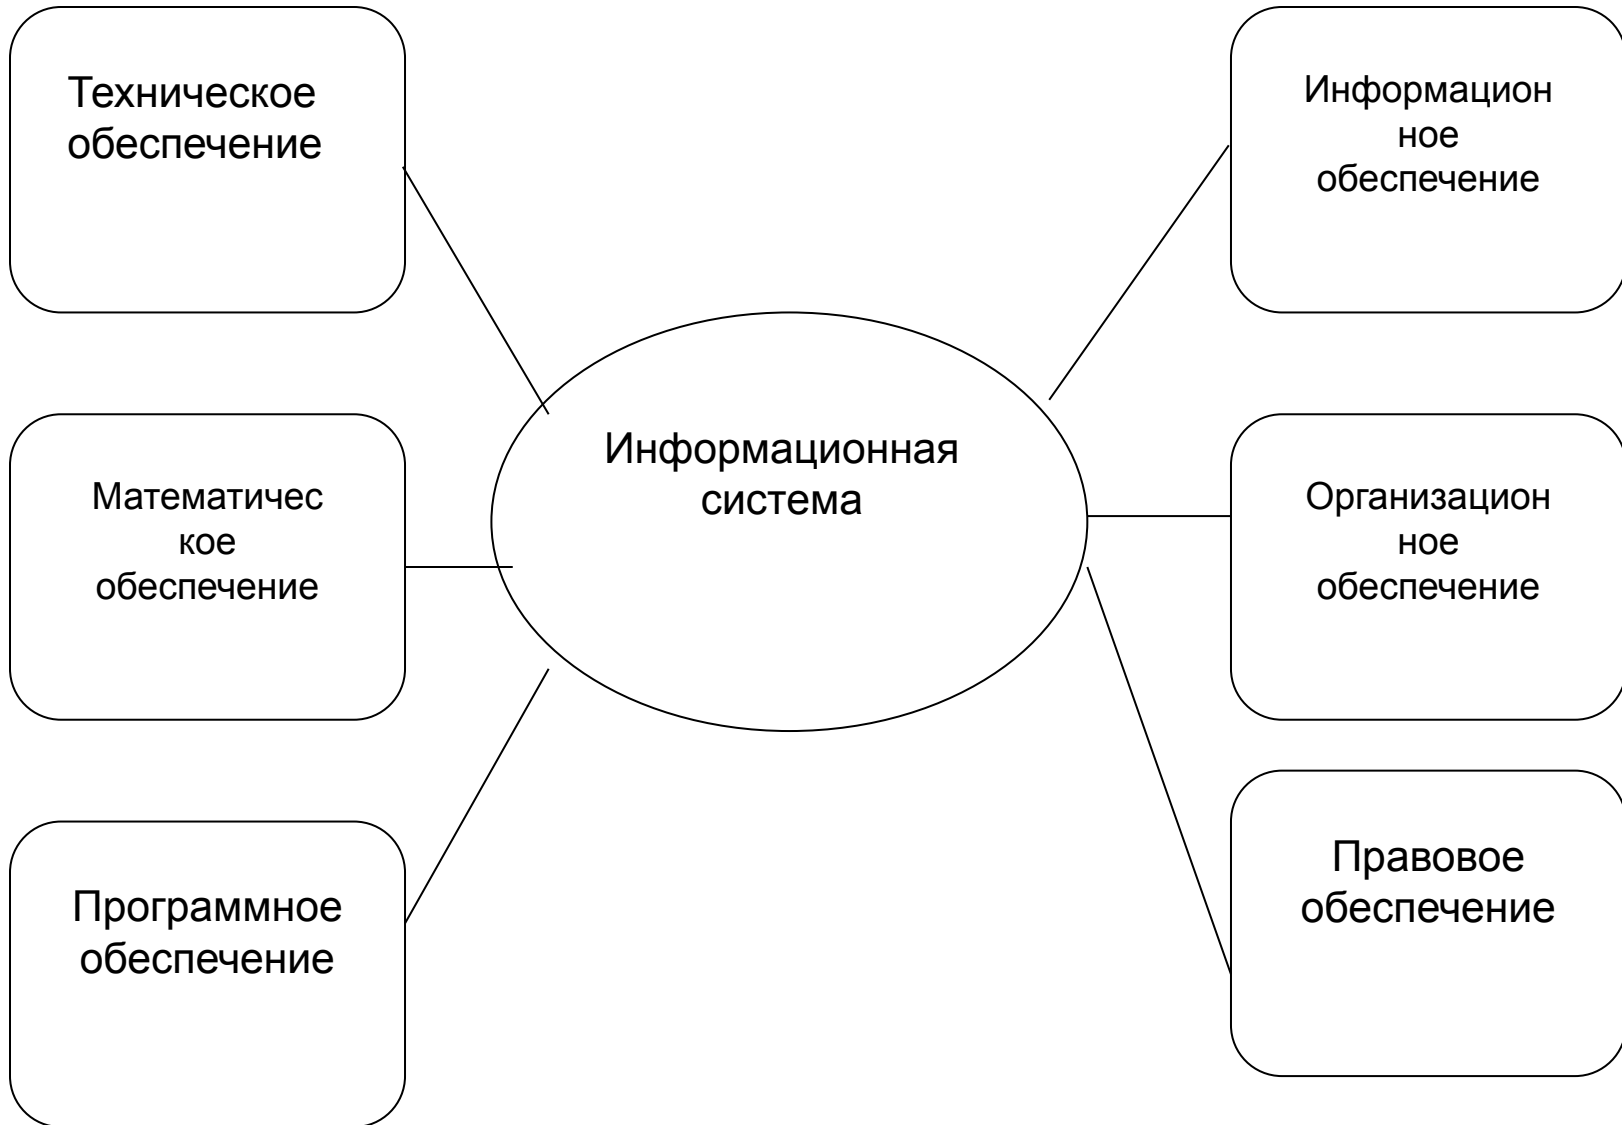 Техническое
обеспечение
Информацион
ное
обеспечение
Информационная
система
Математичес
кое
обеспечение
Организацион
ное
обеспечение
Программное
обеспечение
Правовое
обеспечение